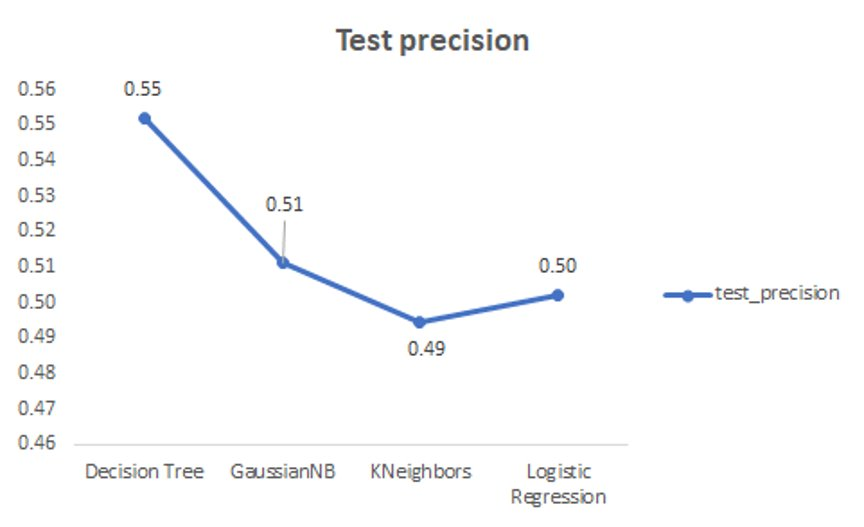 Test precision
0.56
0.55
0.54
0.53
0.52
0.51
0.50
0.49
0.48
0.47
0.46
0.55
0.51
0.49
0.50
Decision Tree
GaussianNB
KNeighbors
Logistic
Regression
test_precision